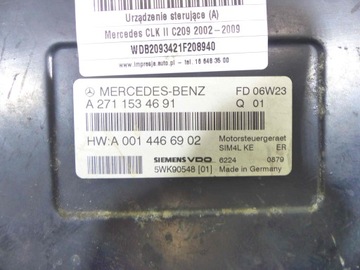 Urządzenie sterujące (A)
Mercedes CLK II C209 2002-2009
WDB2093421F208940
www.impresja.auto.pl - tel. 16 648 35 00
MERCEDES-BENZ FD 06W23
A 271 153 46 91 Q 01
HW:A 001 446 69 02 Motorsteuergeraet
SIM4L KE ER
SIEMENS VDO 6224 0879
5WK90548 [01] Made in Germany